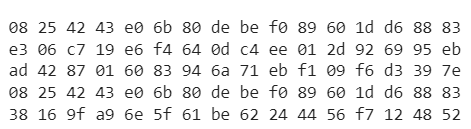 08 25 42 43 e0 6b 80 de be f0 89 60 1d d6 88 83
e3 06 c7 19 e6 f4 64 0d c4 ee 01 2d 92 69 95 eb
ad 42 87 01 60 83 94 6a 71 eb f1 09 f6 d3 39 7e
08 25 42 43 e0 6b 80 de be f0 89 60 1d d6 88 83
38 16 9f a9 6e 5f 61 be 62 24 44 56 f7 12 48 52